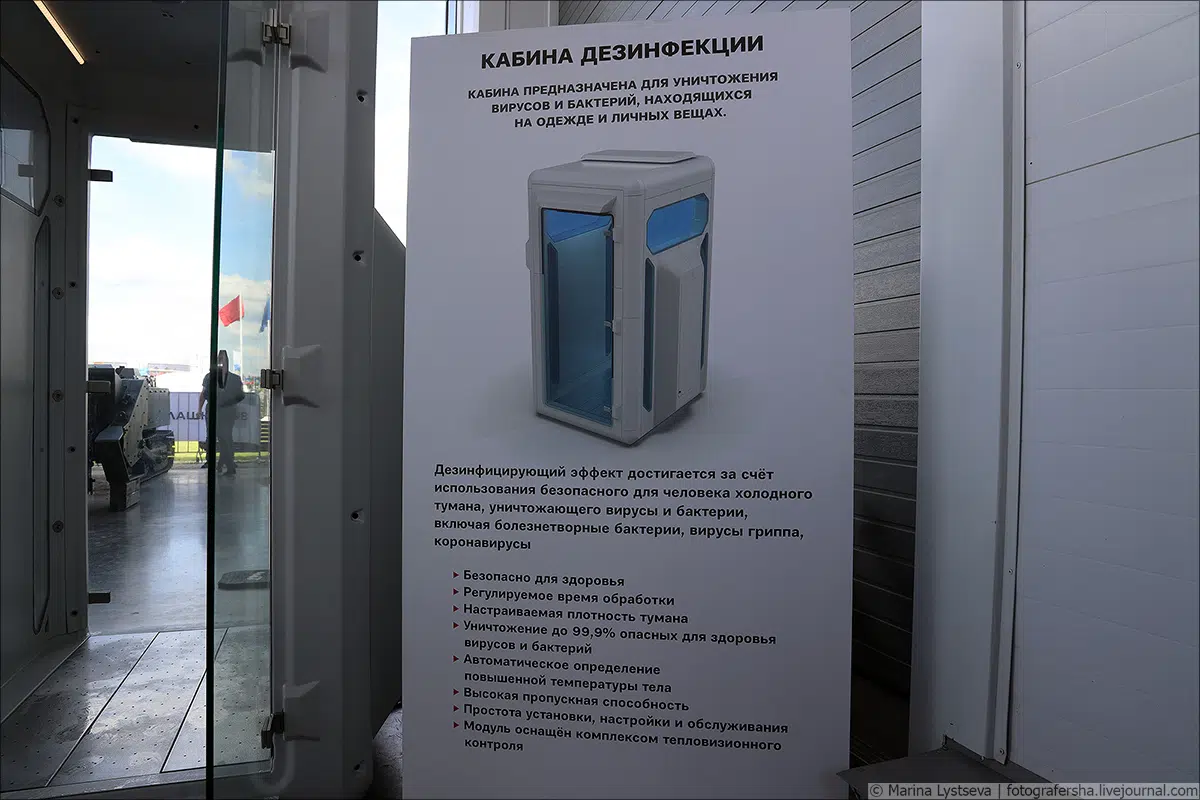 КАБИНА ДЕЗИНФЕКЦИИ
КАБИНА ПРЕДНАЗНАЧЕНА ДЛЯ УНИЧТОЖЕНИЯ
ВИРУСОВ И БАКТЕРИЙ, НАХОДЯЩИХСЯ
НА ОДЕЖДЕ И ЛИЧНЫХ ВЕЩАХ.
Дезинфицирующий эффект достигается за счёт
использования безопасного для человека холодного
тумана, уничтожающего вирусы и бактерии,
включая болезнетворные бактерии, вирусы гриппа,
коронавирусы
Безопасно для здоровья
Регулируемое время обработки
Настраиваемая плотность тумана
Уничтожение до 99,9% опасных для здоровья
вирусов и бактерий
Автоматическое определение
повышенной температуры тела
Высокая пропускная способность
Простота установки, настройки и обслуживания
Модуль оснащён комплексом тепловизионного
контроля
© Marina Lystseva | fotografersha.livejournal.com